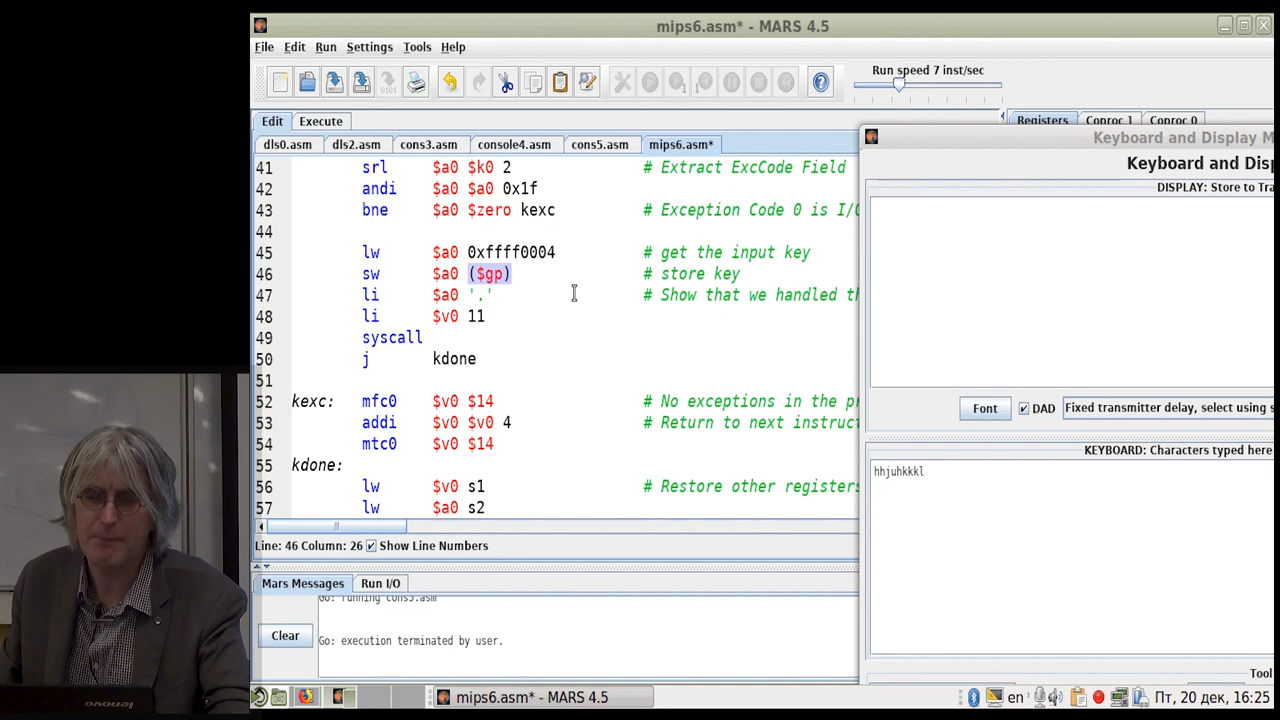 mips6.asm* - MARS 4.5
File Edit Run Settings Tools Help
Run speed 7 inst/sec
Edit Execute
Registers Coproc 1 Coproc 0
dls0.asm dls2.asm cons3.asm console4.asm cons5.asm mips6.asm*
41 srl $a0 $k0 2 # Extract ExcCode Field
42 andi $a0 $a0 0x1f
43 bne $a0 $zero kexc # Exception Code 0 is I/O
44
45 lw $a0 0xffff0004 # get the input key
46 sw $a0 ($gp) # store key
47 li $a0 '.' # Show that we handled th
48 li $v0 11
49 syscall
50 j kdone
51
52 kexc: mfc0 $v0 $14 # No exceptions in the pr
53 addi $v0 $v0 4 # Return to next instruct
54 mtc0 $v0 $14
55 kdone:
56 lw $v0 s1 # Restore other registers
57 lw $a0 s2
Line: 46 Column: 26 Show Line Numbers
Mars Messages Run I/O
Go: running cons5.asm
Go: execution terminated by user.
Clear
Keyboard and Display M
Keyboard and Disp
DISPLAY: Store to Tra
Font DAD Fixed transmitter delay, select using s
KEYBOARD: Characters typed here
hhjuhkkkl
Tool
mips6.asm* - MARS 4.5
en Пт, 20 дек, 16:25
lenovo